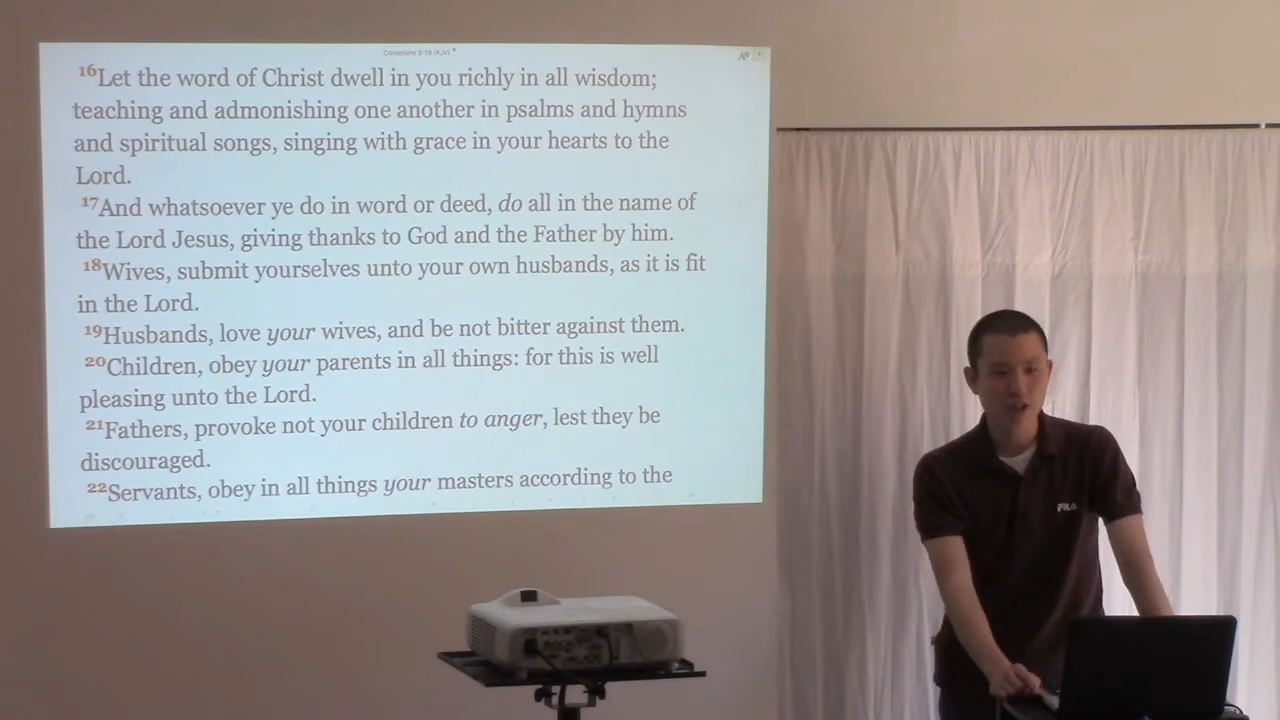 Colossians 3:16 (KJV)
16Let the word of Christ dwell in you richly in all wisdom;
teaching and admonishing one another in psalms and hymns
and spiritual songs, singing with grace in your hearts to the
Lord.
17And whatsoever ye do in word or deed, do all in the name of
the Lord Jesus, giving thanks to God and the Father by him.
18Wives, submit yourselves unto your own husbands, as it is fit
in the Lord.
19Husbands, love your wives, and be not bitter against them.
20Children, obey your parents in all things: for this is well
pleasing unto the Lord.
21Fathers, provoke not your children to anger, lest they be
discouraged.
22Servants, obey in all things your masters according to the
FILA